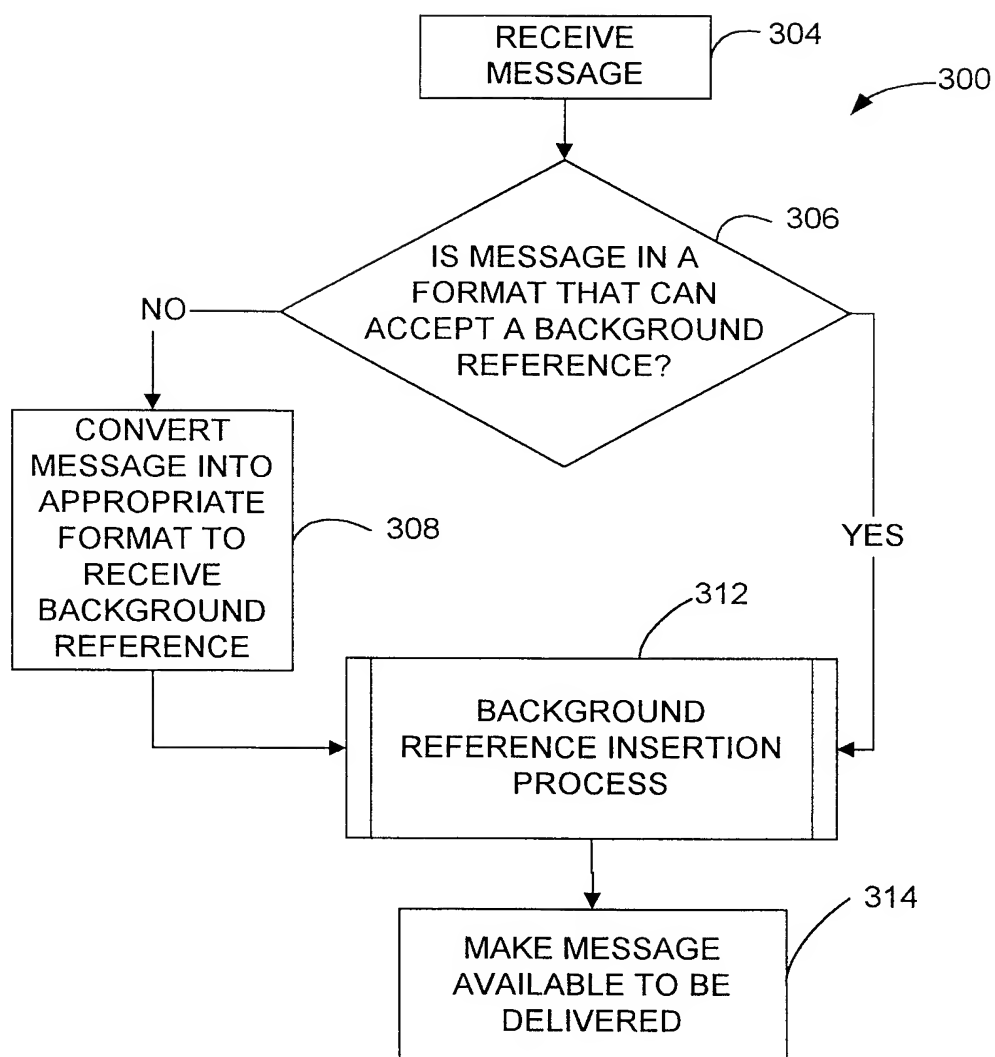 RECEIVE
MESSAGE
304
300
306
IS MESSAGE IN A
FORMAT THAT CAN
ACCEPT A BACKGROUND
REFERENCE?
NO
YES
CONVERT
MESSAGE INTO
APPROPRIATE
FORMAT TO
RECEIVE
BACKGROUND
REFERENCE
308
312
BACKGROUND
REFERENCE INSERTION
PROCESS
314
MAKE MESSAGE
AVAILABLE TO BE
DELIVERED